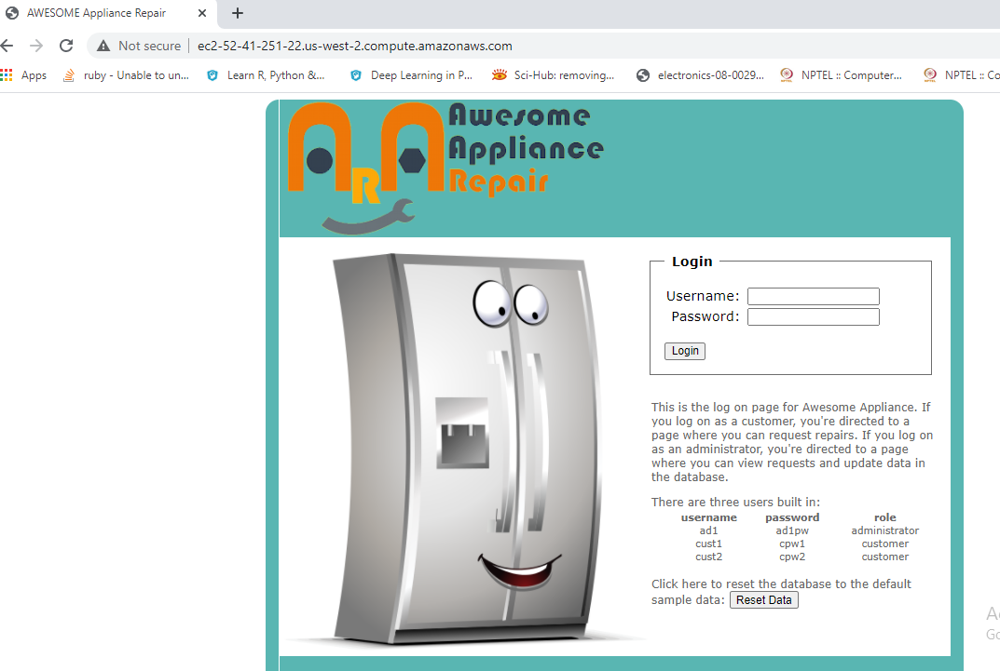 AWESOME Appliance Repair
Not secure
ec2-52-41-251-22.us-west-2.compute.amazonaws.com
Apps
ruby - Unable to un...
Learn R, Python &...
Deep Learning in P...
Sci-Hub: removing...
electronics-08-0029...
NPTEL :: Computer...
NPTEL :: Co
ARA
Awesome
Appliance
Repair
Login
Username:
Password:
Login
This is the log on page for Awesome Appliance. If
you log on as a customer, you're directed to a
page where you can request repairs. If you log on
as an administrator, you're directed to a page
where you can view requests and update data in
the database.
There are three users built in:
username password role
ad1 ad1pw administrator
cust1 cpw1 customer
cust2 cpw2 customer
Click here to reset the database to the default
sample data: Reset Data